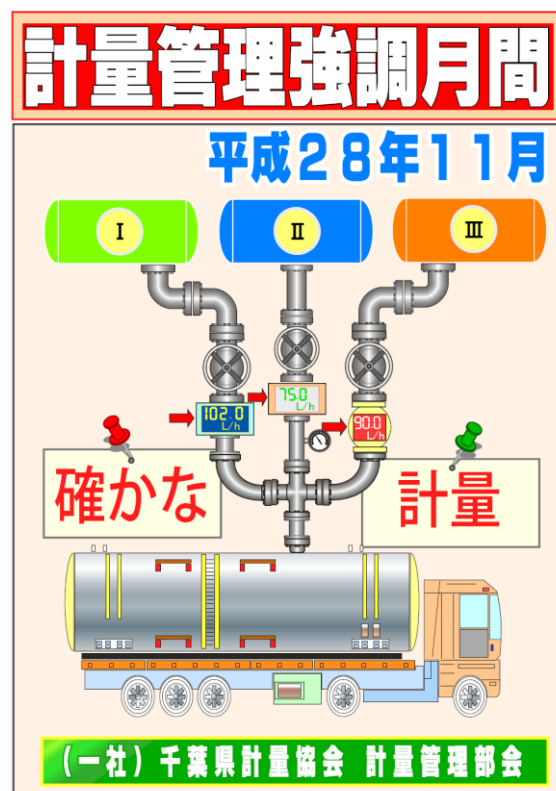 計量管理強調月間
平成28年11月
Ⅰ Ⅱ Ⅲ
102.0
L/h
75.0
L/h
90.0
L/h
確かな 計量
(一社)千葉県計量協会 計量管理部会